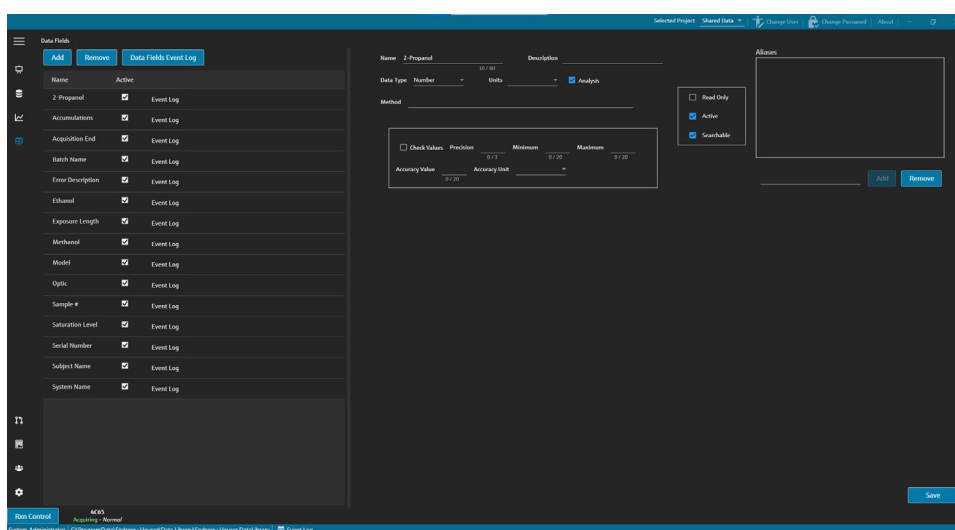 Selected Project Shared Data Change User | Change Password | About
Data Fields
Add Remove Data Fields Event Log
Name Active
2-Propanol Event Log
Accumulations Event Log
Acquisition End Event Log
Batch Name Event Log
Error Description Event Log
Ethanol Event Log
Exposure Length Event Log
Methanol Event Log
Model Event Log
Optic Event Log
Sample # Event Log
Saturation Level Event Log
Serial Number Event Log
Subject Name Event Log
System Name Event Log
Name 2-Propanol Description
10 / 40
Data Type Number Units Analysis
Method
Check Values Precision Minimum Maximum
0 / 3 0 / 20 0 / 20
Accuracy Value Accuracy Unit
0 / 20
Read Only
Active
Searchable
Aliases
Add Remove
Save
Rxn Control
6C65
Acquiring - Normal
Event Log